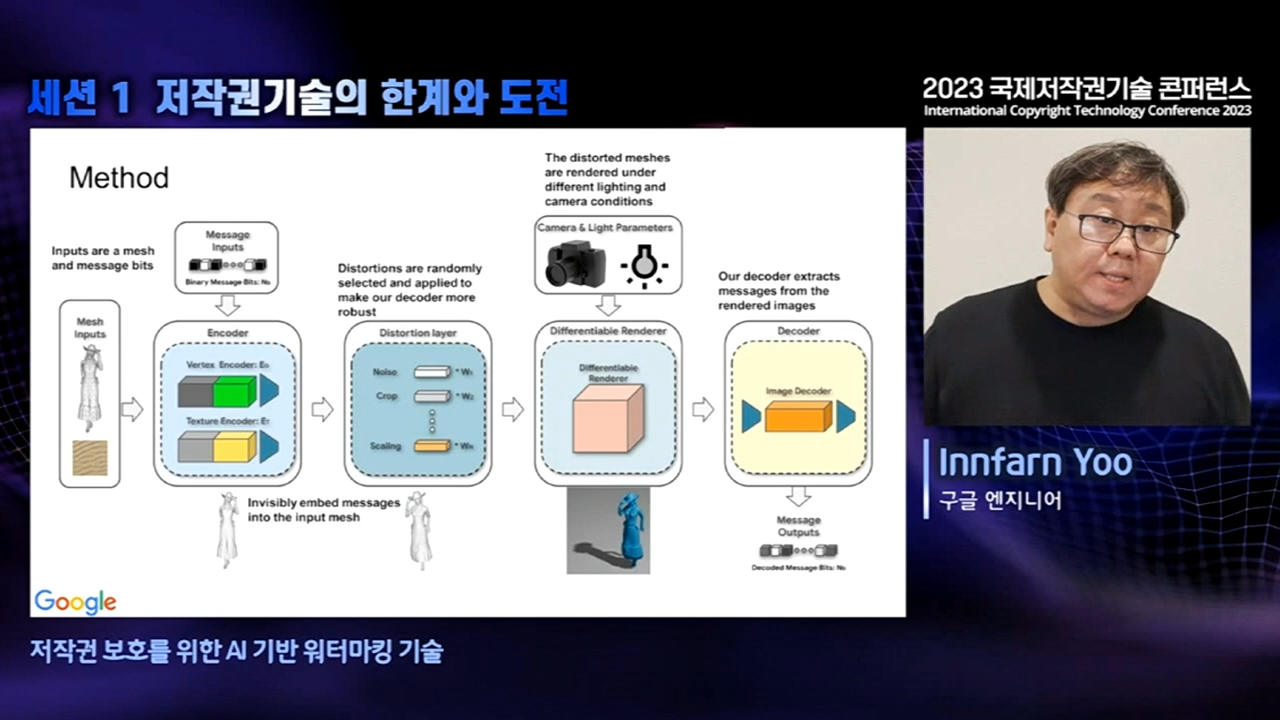 세션 1 저작권기술의 한계와 도전
2023 국제저작권기술 콘퍼런스
International Copyright Technology Conference 2023
Method
Inputs are a mesh
and message bits
Mesh
Inputs
Message
Inputs
Binary Message Bits: Nb
Encoder
Vertex Encoder: EG
Texture Encoder: ET
Invisibly embed messages
into the input mesh
Distortions are randomly
selected and applied to
make our decoder more
robust
Distortion layer
Noise * W1
Crop * W2
Scaling * Wn
The distorted meshes
are rendered under
different lighting and
camera conditions
Camera & Light Parameters
Differentiable Renderer
Differentiable
Renderer
Our decoder extracts
messages from the
rendered images
Decoder
Image Decoder
Message
Outputs
Decoded Message Bits: Nb
Google
Innfarn Yoo
구글 엔지니어
저작권 보호를 위한 AI 기반 워터마킹 기술